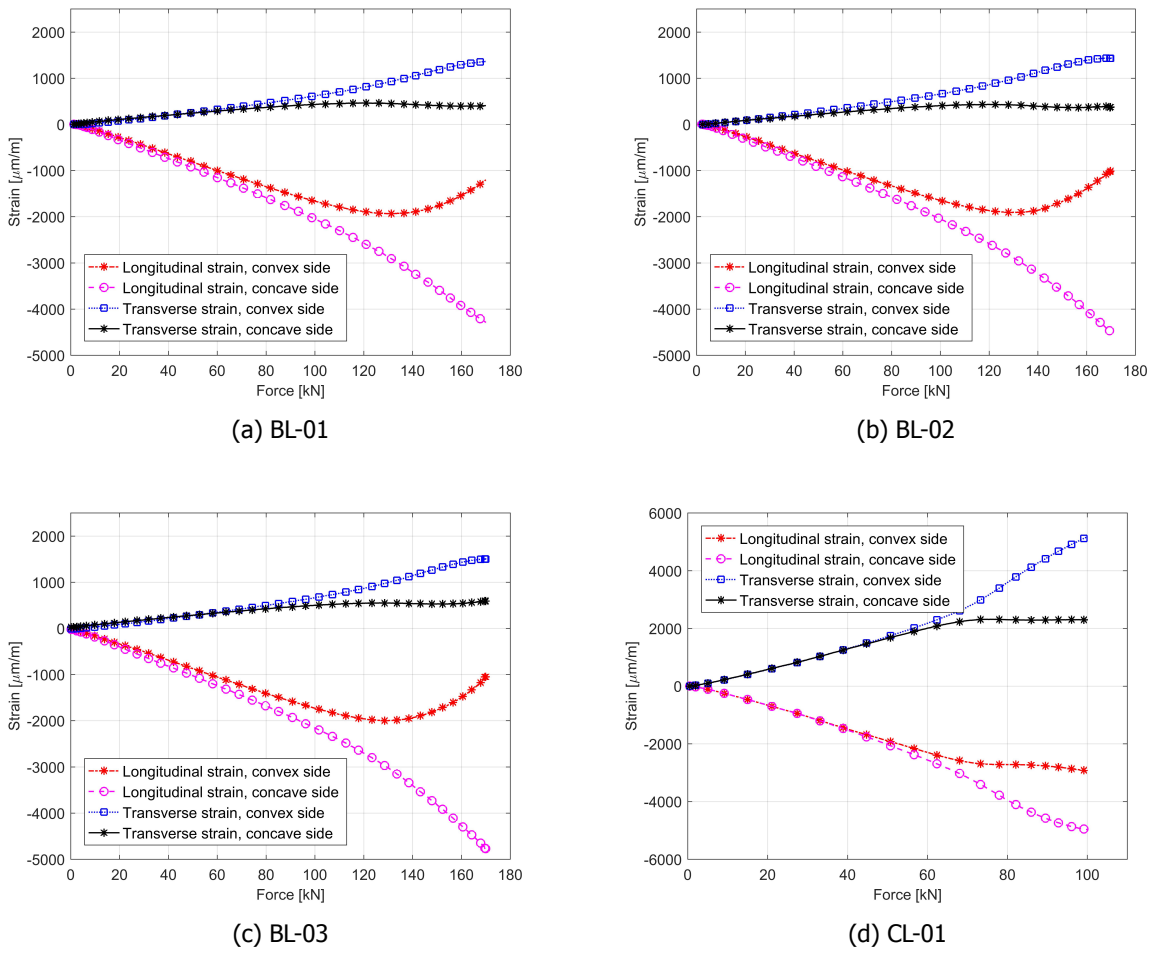 2000
1000
0
-1000
-2000
-3000
-4000
-5000
Strain [μm/m]
Longitudinal strain, convex side
Longitudinal strain, concave side
Transverse strain, convex side
Transverse strain, concave side
0 20 40 60 80 100 120 140 160 180
Force [kN]
(a) BL-01
2000
1000
0
-1000
-2000
-3000
-4000
-5000
Strain [μm/m]
Longitudinal strain, convex side
Longitudinal strain, concave side
Transverse strain, convex side
Transverse strain, concave side
0 20 40 60 80 100 120 140 160 180
Force [kN]
(b) BL-02
2000
1000
0
-1000
-2000
-3000
-4000
-5000
Strain [μm/m]
Longitudinal strain, convex side
Longitudinal strain, concave side
Transverse strain, convex side
Transverse strain, concave side
0 20 40 60 80 100 120 140 160 180
Force [kN]
(c) BL-03
6000
4000
2000
0
-2000
-4000
-6000
Strain [μm/m]
Longitudinal strain, convex side
Longitudinal strain, concave side
Transverse strain, convex side
Transverse strain, concave side
0 20 40 60 80 100
Force [kN]
(d) CL-01